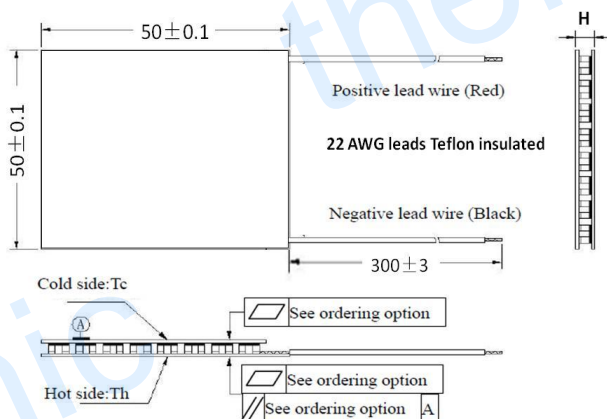 50±0.1
H
Positive lead wire (Red)
50±0.1
22 AWG leads Teflon insulated
Negative lead wire (Black)
300±3
Cold side:Tc
A
See ordering option
Hot side:Th
See ordering option
See ordering option A